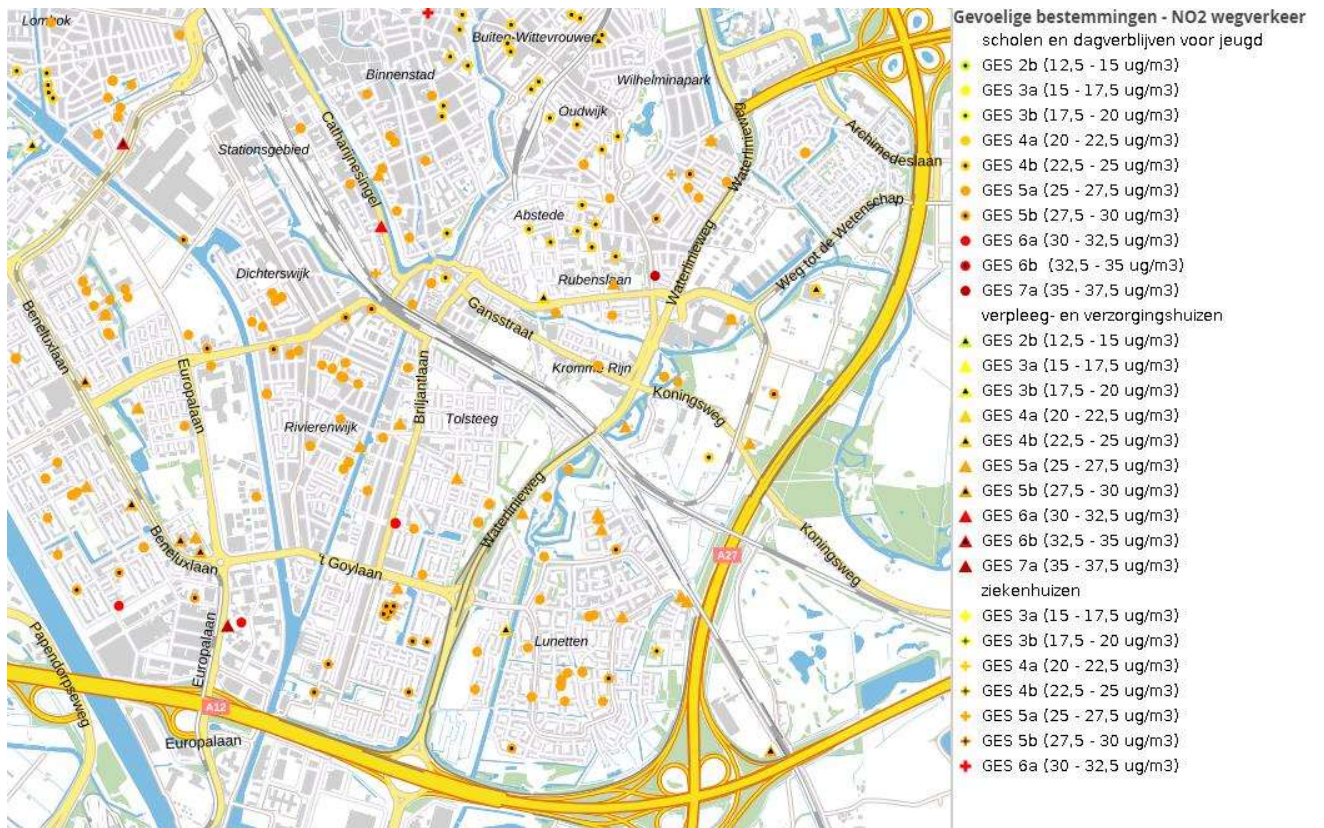 Lombok
Buiten-Wittevrouwen
Binnenstad
Wilhelminapark
Oudwijk
Waterlinieweg
Archimedeslaan
Catharijnesingel
Stationsgebied
Waterlinieweg
Abstede
Weg tot de Wetenschap
Dichterswijk
Rubenslaan
Waterlinieweg
Gansstraat
Beneluxlaan
Europalaan
Briljantlaan
Kromme Rijn
Koningsweg
Tolsteeg
Rivierenwijk
Waterlinieweg
Beneluxlaan
't Goylaan
A27
Koningsweg
Europalaan
Lunetten
Papendorpseweg
A12
Europalaan
Gevoelige bestemmingen - NO2 wegverkeer
scholen en dagverblijven voor jeugd
GES 2b (12,5 - 15 ug/m3)
GES 3a (15 - 17,5 ug/m3)
GES 3b (17,5 - 20 ug/m3)
GES 4a (20 - 22,5 ug/m3)
GES 4b (22,5 - 25 ug/m3)
GES 5a (25 - 27,5 ug/m3)
GES 5b (27,5 - 30 ug/m3)
GES 6a (30 - 32,5 ug/m3)
GES 6b (32,5 - 35 ug/m3)
GES 7a (35 - 37,5 ug/m3)
verpleeg- en verzorgingshuizen
GES 2b (12,5 - 15 ug/m3)
GES 3a (15 - 17,5 ug/m3)
GES 3b (17,5 - 20 ug/m3)
GES 4a (20 - 22,5 ug/m3)
GES 4b (22,5 - 25 ug/m3)
GES 5a (25 - 27,5 ug/m3)
GES 5b (27,5 - 30 ug/m3)
GES 6a (30 - 32,5 ug/m3)
GES 6b (32,5 - 35 ug/m3)
GES 7a (35 - 37,5 ug/m3)
ziekenhuizen
GES 3a (15 - 17,5 ug/m3)
GES 3b (17,5 - 20 ug/m3)
GES 4a (20 - 22,5 ug/m3)
GES 4b (22,5 - 25 ug/m3)
GES 5a (25 - 27,5 ug/m3)
GES 5b (27,5 - 30 ug/m3)
GES 6a (30 - 32,5 ug/m3)